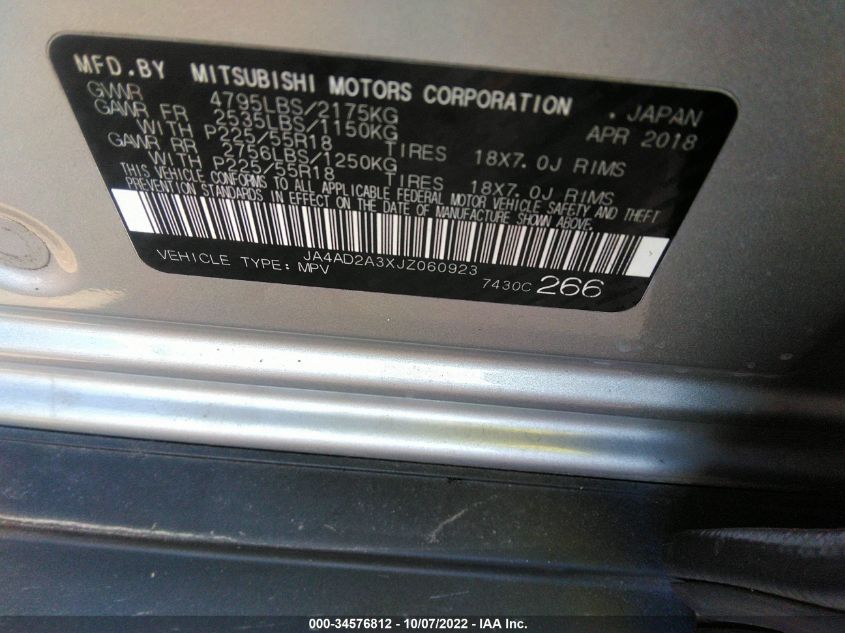 MFD.BY MITSUBISHI MOTORS CORPORATION . JAPAN
GVWR 4795LBS/2175KG APR 2018
GAWR FR 2535LBS/1150KG
WITH P225/55R18 TIRES 18X7.0J RIMS
GAWR RR 2756LBS/1250KG
WITH P225/55R18 TIRES 18X7.0J RIMS
THIS VEHICLE CONFORMS TO ALL APPLICABLE FEDERAL MOTOR VEHICLE SAFETY AND THEFT
PREVENTION STANDARDS IN EFFECT ON THE DATE OF MANUFACTURE SHOWN ABOVE.
JA4AD2A3XJZ060923
VEHICLE TYPE: MPV 7430C 266
000-34576812 - 10/07/2022 - IAA Inc.